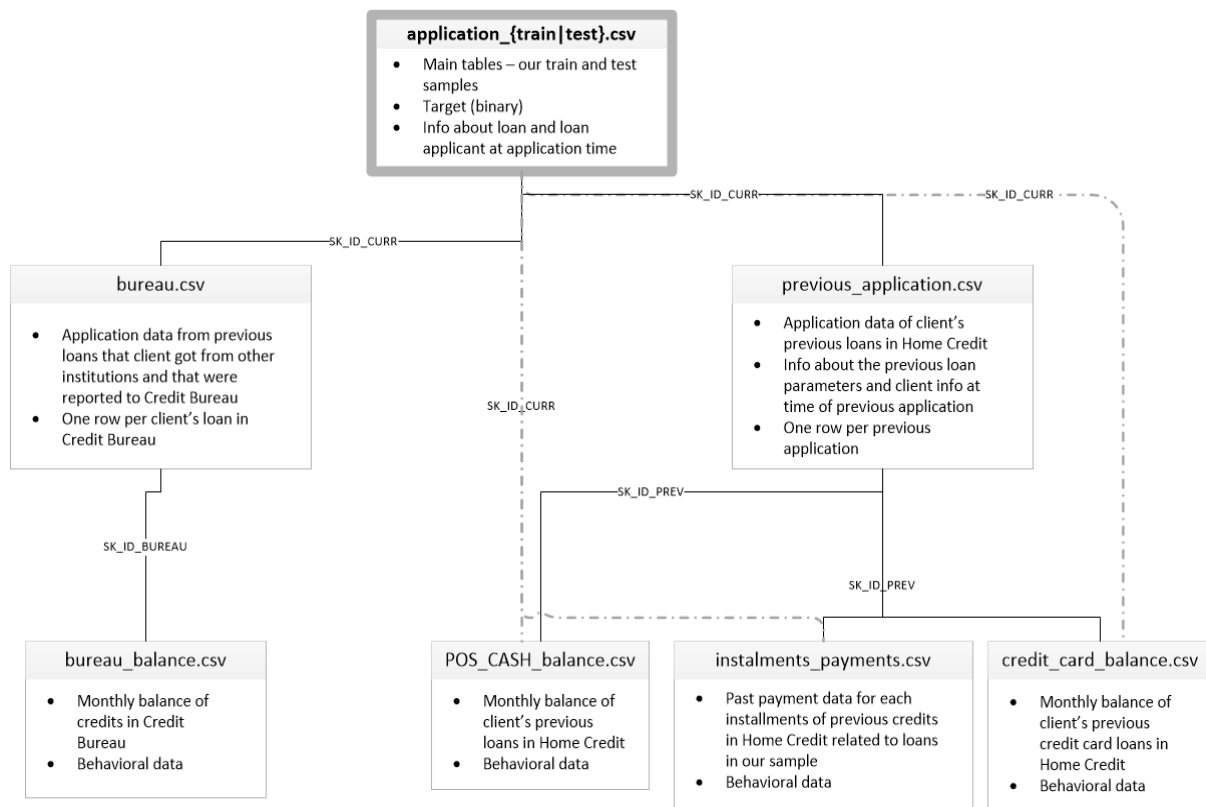 application_{train|test}.csv
• Main tables – our train and test
samples
• Target (binary)
• Info about loan and loan
applicant at application time
SK_ID_CURR
SK_ID_CURR
SK_ID_CURR
bureau.csv
• Application data from previous
loans that client got from other
institutions and that were
reported to Credit Bureau
• One row per client's loan in
Credit Bureau
previous_application.csv
• Application data of client's
previous loans in Home Credit
• Info about the previous loan
parameters and client info at
time of previous application
• One row per previous
application
SK_ID_CURR
SK_ID_PREV
SK_ID_BUREAU
SK_ID_PREV
bureau_balance.csv
• Monthly balance of
credits in Credit
Bureau
• Behavioral data
POS_CASH_balance.csv
• Monthly balance of
client's previous
loans in Home Credit
• Behavioral data
instalments_payments.csv
• Past payment data for each
installments of previous credits
in Home Credit related to loans
in our sample
• Behavioral data
credit_card_balance.csv
• Monthly balance of
client's previous
credit card loans in
Home Credit
• Behavioral data